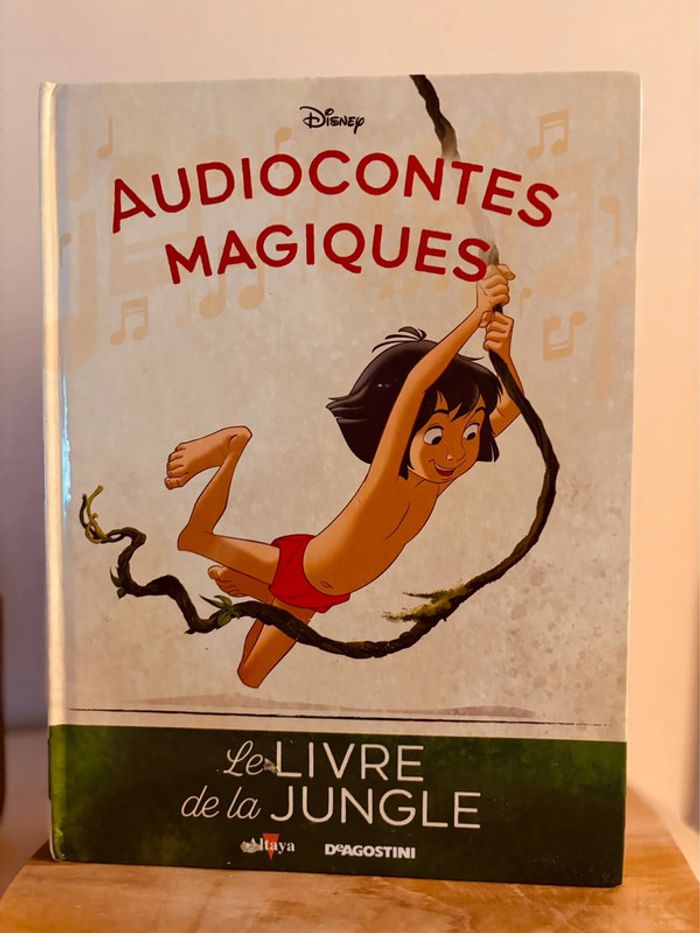 Disney
AUDIOCONTES
MAGIQUES
Le LIVRE
de la JUNGLE
Altaya DeAGOSTINI